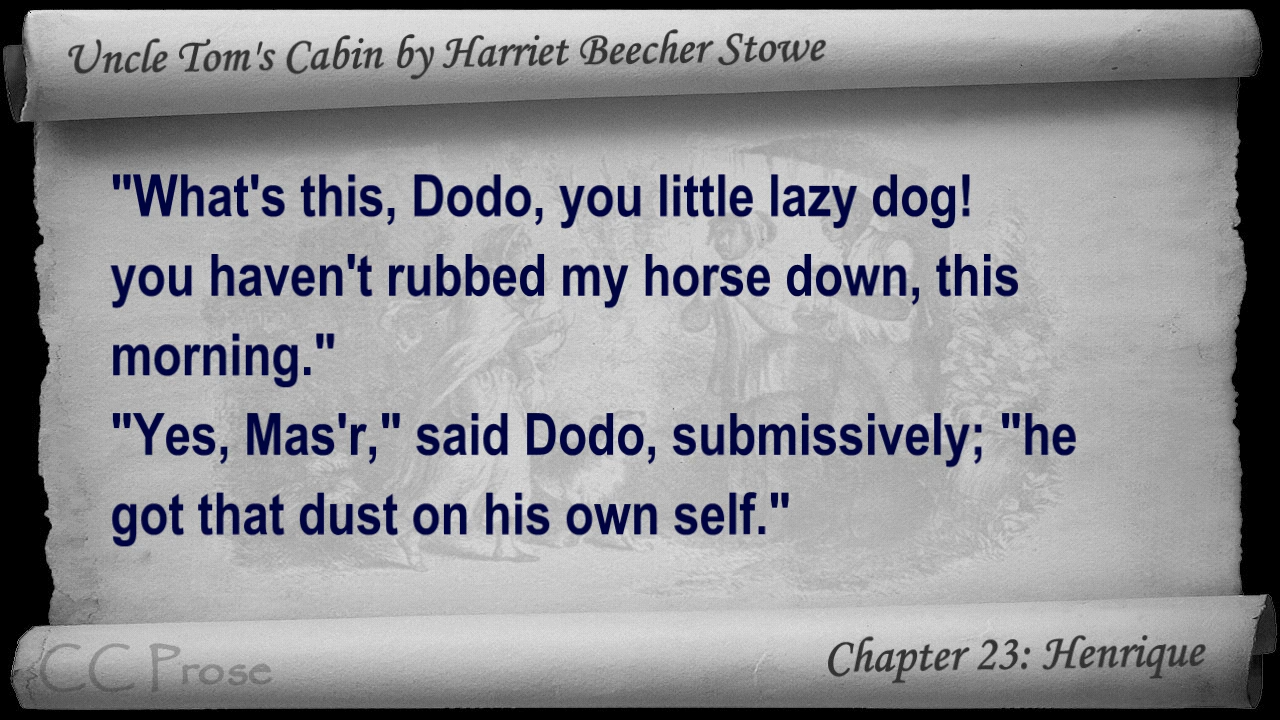 Uncle Tom's Cabin by Harriet Beecher Stowe
"What's this, Dodo, you little lazy dog!
you haven't rubbed my horse down, this
morning."
"Yes, Mas'r," said Dodo, submissively; "he
got that dust on his own self."
CC Prose
Chapter 23: Henrique